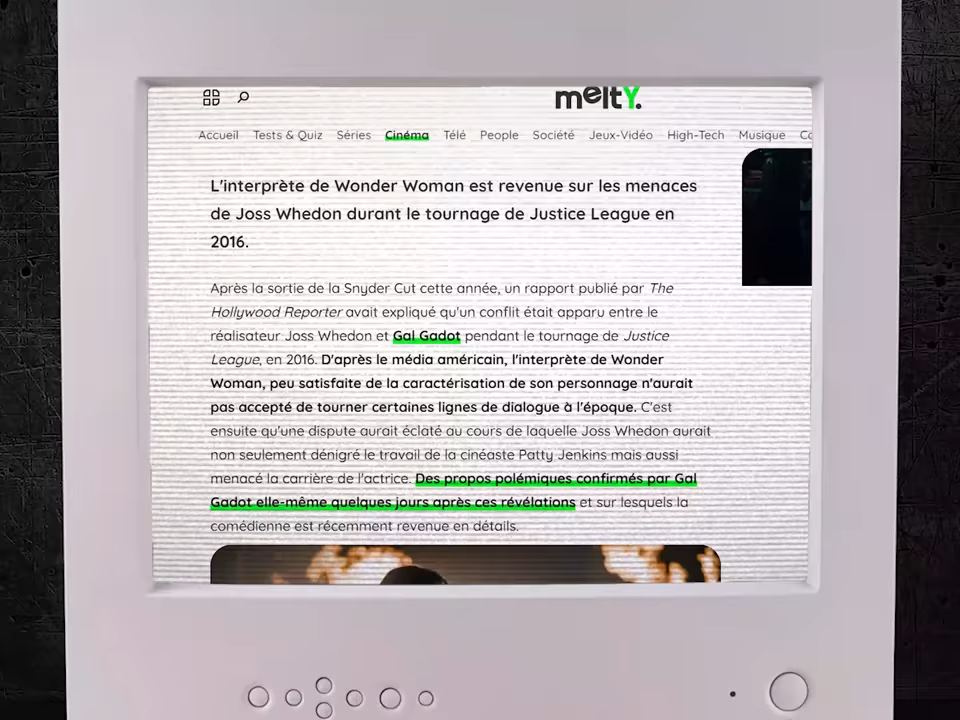 meltY.
Accueil Tests & Quiz Séries Cinéma Télé People Société Jeux-Vidéo High-Tech Musique
L'interprète de Wonder Woman est revenue sur les menaces
de Joss Whedon durant le tournage de Justice League en
2016.
Après la sortie de la Snyder Cut cette année, un rapport publié par The
Hollywood Reporter avait expliqué qu'un conflit était apparu entre le
réalisateur Joss Whedon et Gal Gadot pendant le tournage de Justice
League, en 2016. D'après le média américain, l'interprète de Wonder
Woman, peu satisfaite de la caractérisation de son personnage n'aurait
pas accepté de tourner certaines lignes de dialogue à l'époque. C'est
ensuite qu'une dispute aurait éclaté au cours de laquelle Joss Whedon aurait
non seulement dénigré le travail de la cinéaste Patty Jenkins mais aussi
menacé la carrière de l'actrice. Des propos polémiques confirmés par Gal
Gadot elle-même quelques jours après ces révélations et sur lesquels la
comédienne est récemment revenue en détails.